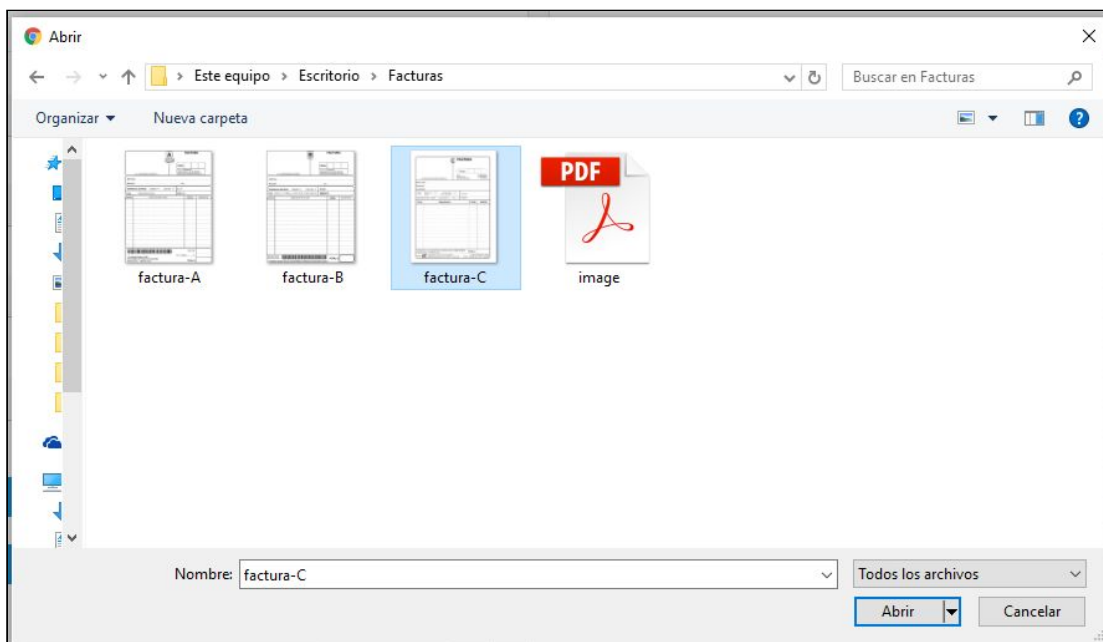 Abrir
Este equipo > Escritorio > Facturas
Buscar en Facturas
Organizar
Nueva carpeta
?
PDF
factura-A
factura-B
factura-C
image
Nombre: factura-C
Todos los archivos
Abrir
Cancelar